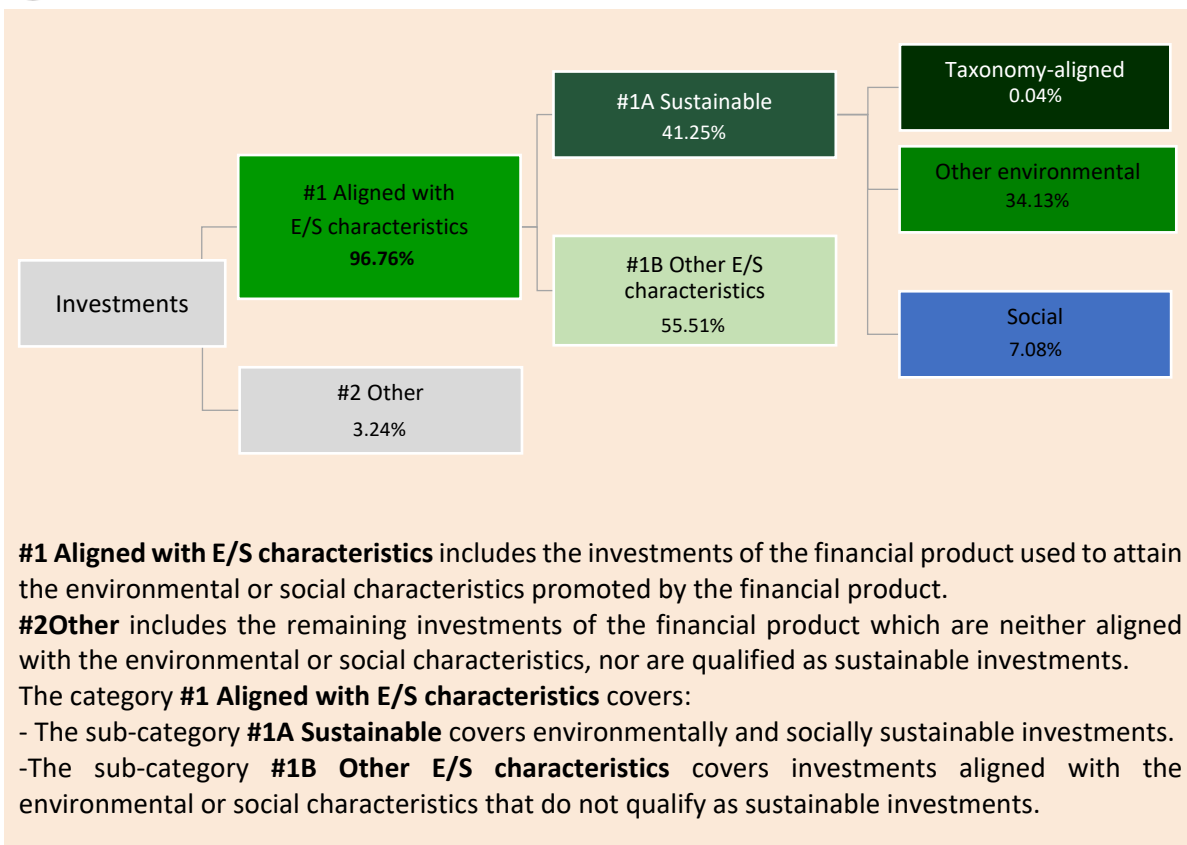 Investments
#1 Aligned with
E/S characteristics
96.76%
#2 Other
3.24%
#1A Sustainable
41.25%
#1B Other E/S
characteristics
55.51%
Taxonomy-aligned
0.04%
Other environmental
34.13%
Social
7.08%
#1 Aligned with E/S characteristics includes the investments of the financial product used to attain
the environmental or social characteristics promoted by the financial product.
#2Other includes the remaining investments of the financial product which are neither aligned
with the environmental or social characteristics, nor are qualified as sustainable investments.
The category #1 Aligned with E/S characteristics covers:
- The sub-category #1A Sustainable covers environmentally and socially sustainable investments.
-The sub-category #1B Other E/S characteristics covers investments aligned with the
environmental or social characteristics that do not qualify as sustainable investments.